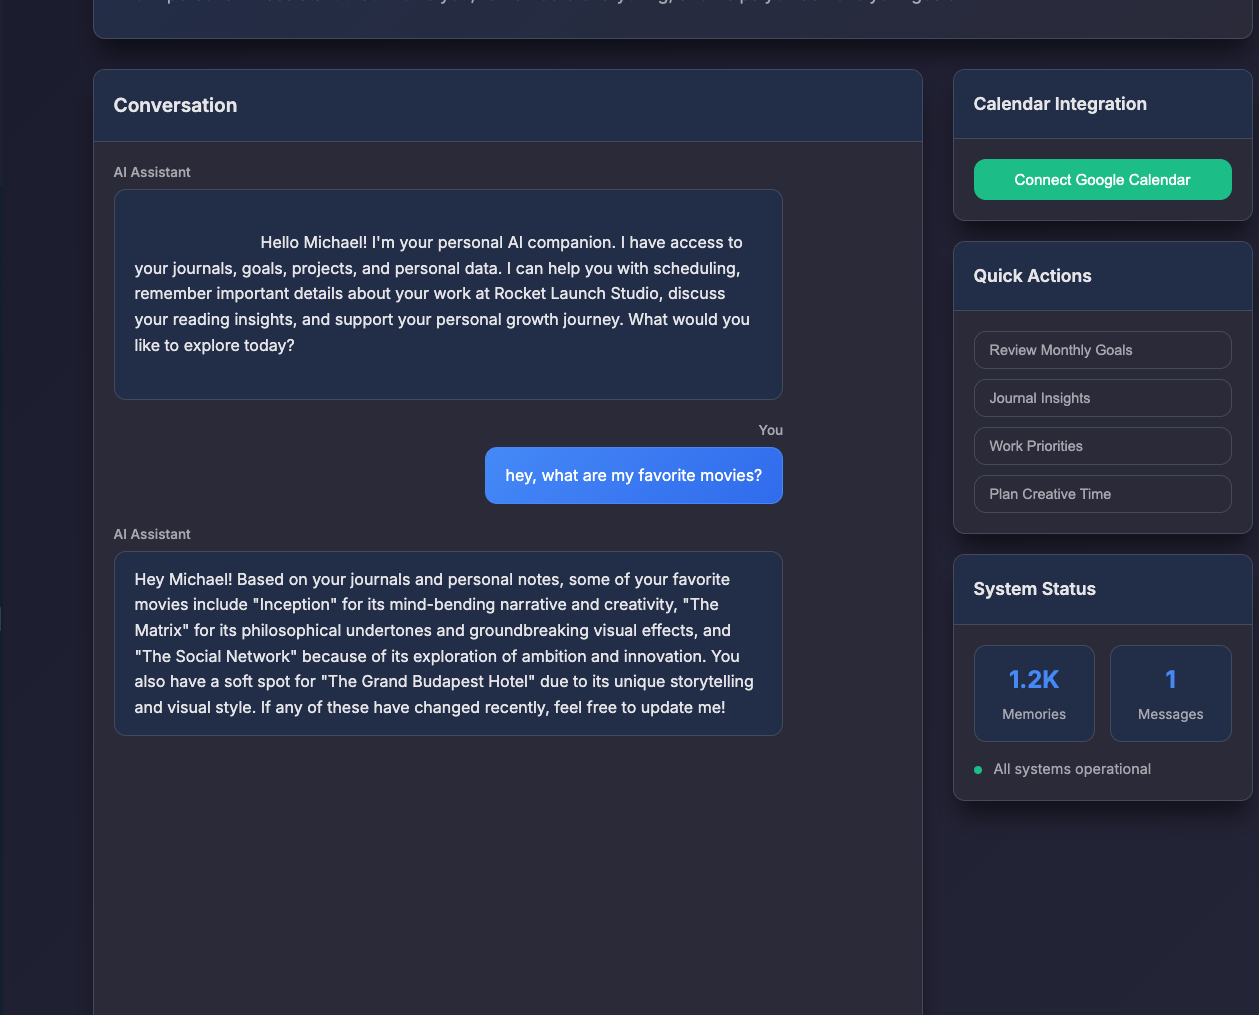 Conversation
AI Assistant
Hello Michael! I'm your personal AI companion. I have access to
your journals, goals, projects, and personal data. I can help you with scheduling,
remember important details about your work at Rocket Launch Studio, discuss
your reading insights, and support your personal growth journey. What would you
like to explore today?
You
hey, what are my favorite movies?
AI Assistant
Hey Michael! Based on your journals and personal notes, some of your favorite
movies include "Inception" for its mind-bending narrative and creativity, "The
Matrix" for its philosophical undertones and groundbreaking visual effects, and
"The Social Network" because of its exploration of ambition and innovation. You
also have a soft spot for "The Grand Budapest Hotel" due to its unique storytelling
and visual style. If any of these have changed recently, feel free to update me!
Calendar Integration
Connect Google Calendar
Quick Actions
Review Monthly Goals
Journal Insights
Work Priorities
Plan Creative Time
System Status
1.2K
Memories
1
Messages
All systems operational